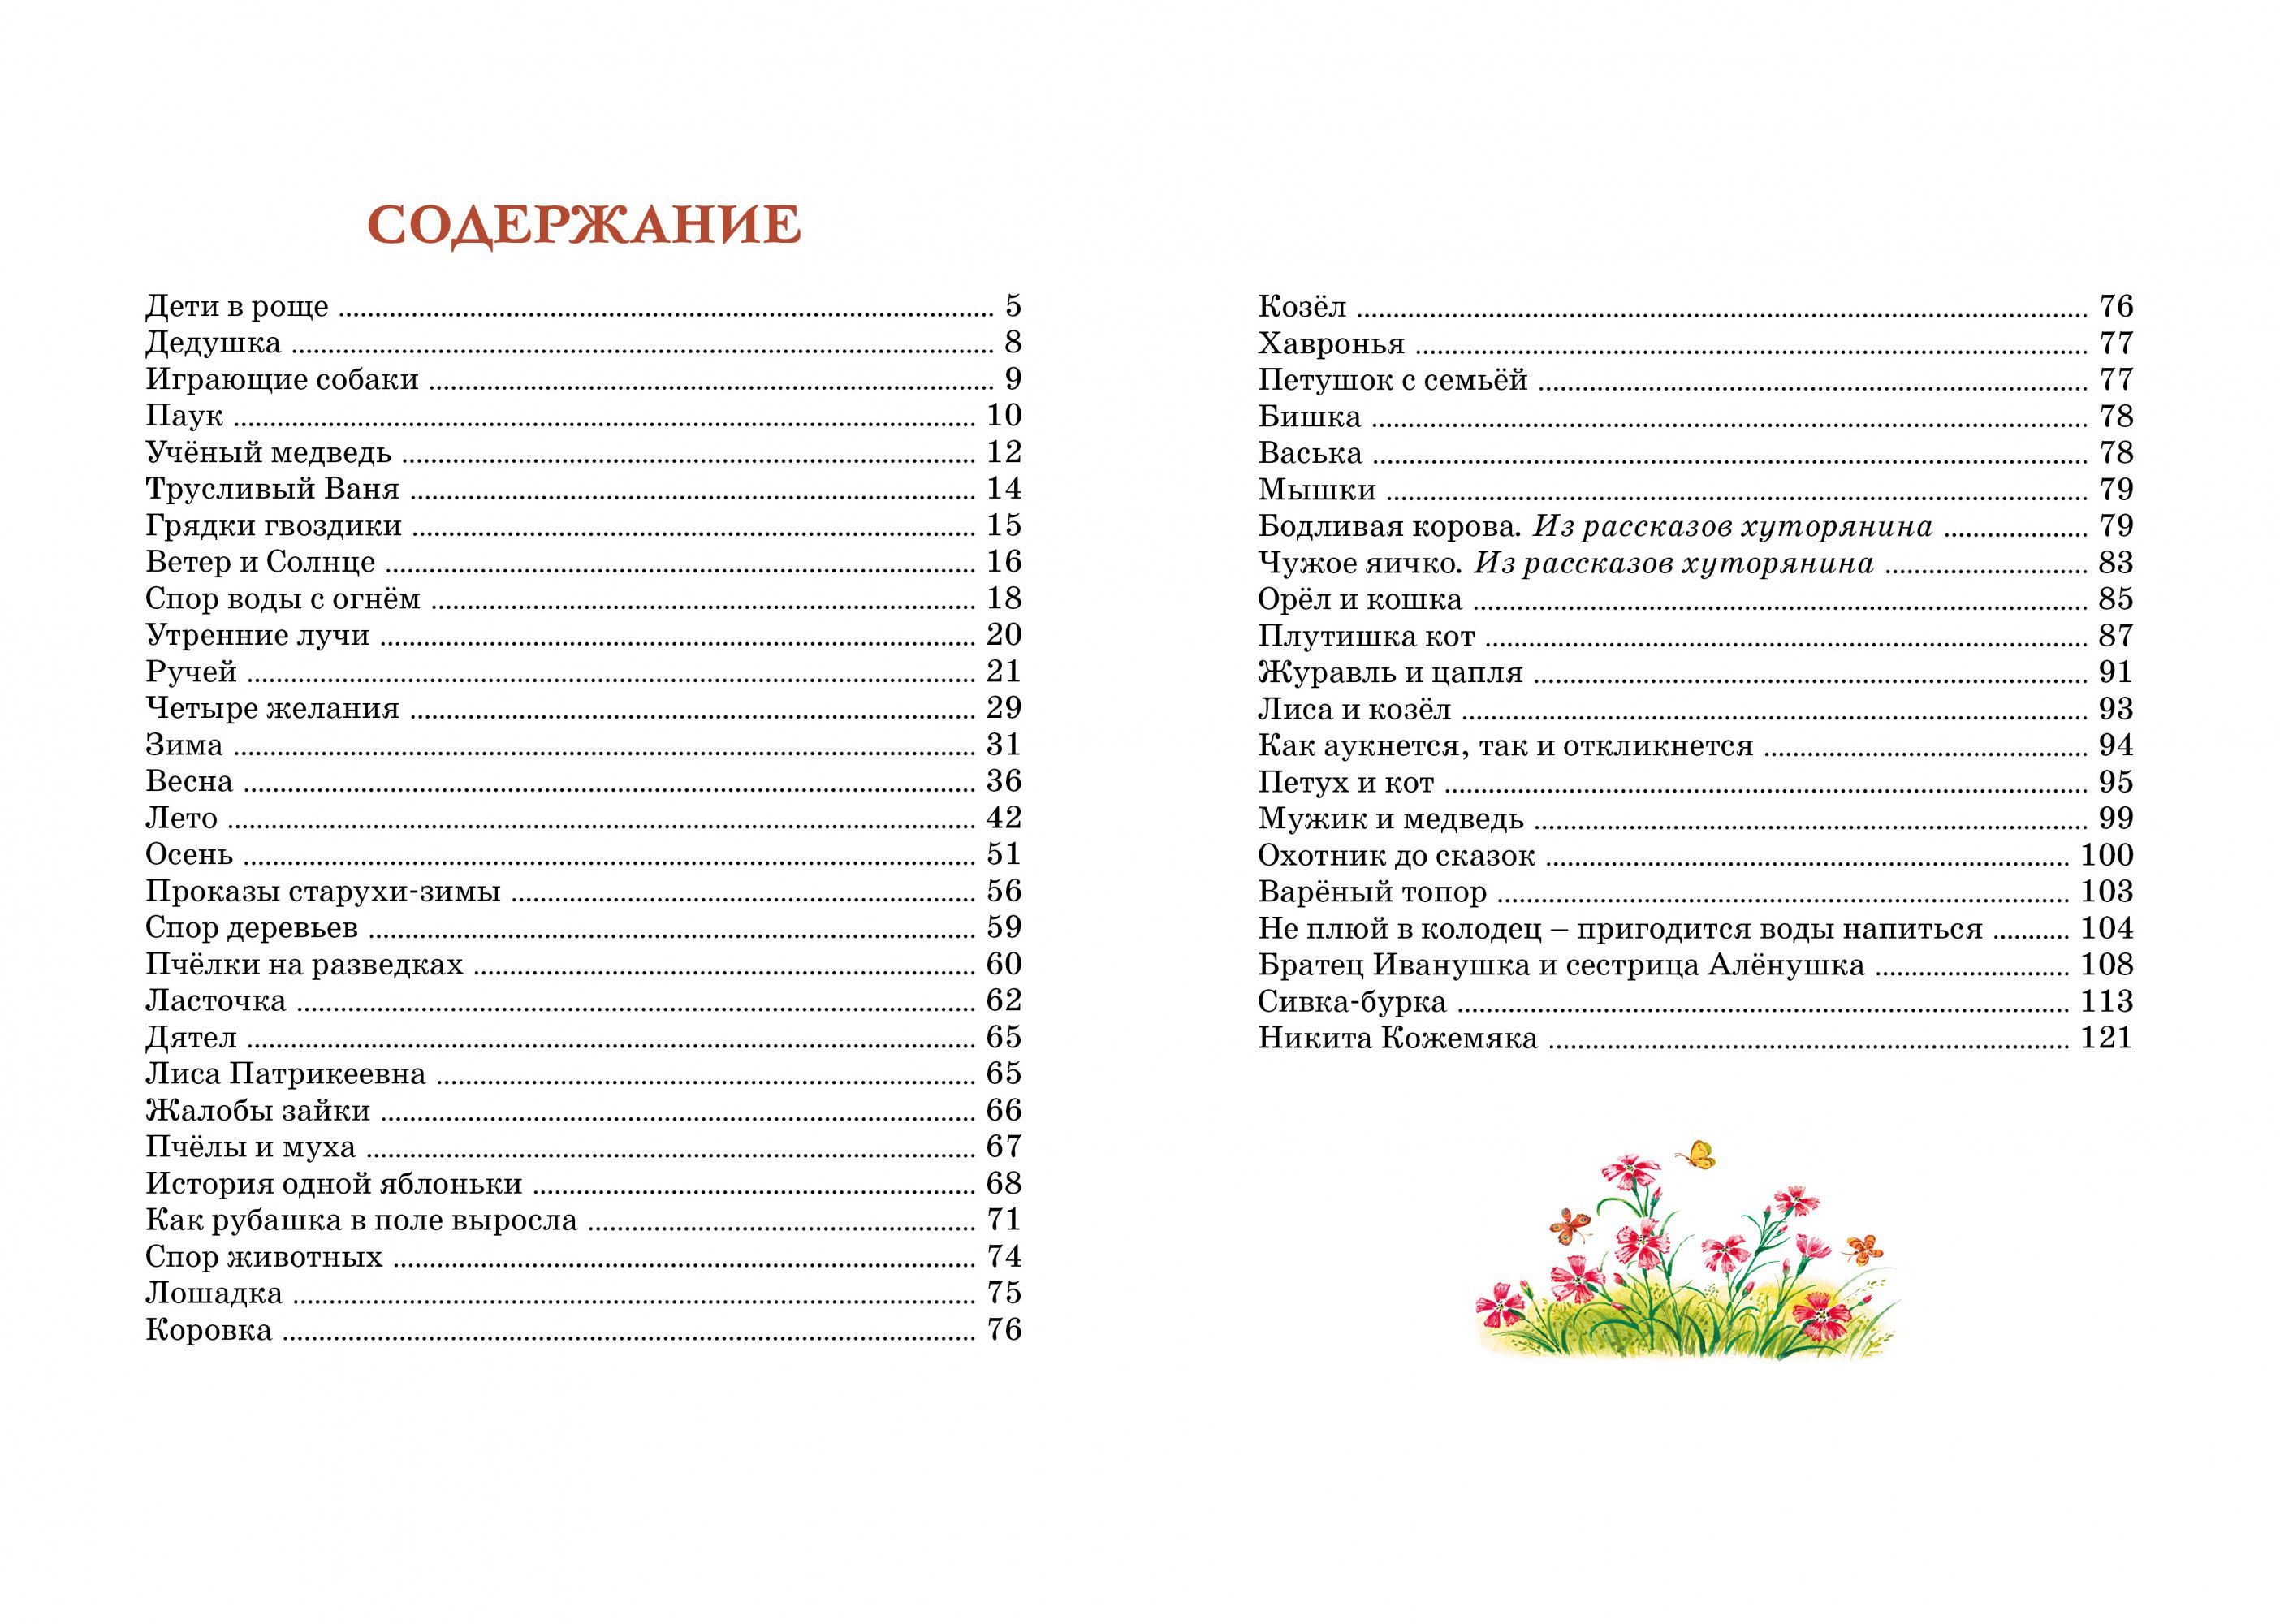 СОДЕРЖАНИЕ
Дети в роще ........ 5
Дедушка ........ 8
Играющие собаки ........ 9
Паук ........ 10
Учёный медведь ........ 12
Трусливый Ваня ........ 14
Грядки гвоздики ........ 15
Ветер и Солнце ........ 16
Спор воды с огнём ........ 18
Утренние лучи ........ 20
Ручей ........ 21
Четыре желания ........ 29
Зима ........ 31
Весна ........ 36
Лето ........ 42
Осень ........ 51
Проказы старухи-зимы ........ 56
Спор деревьев ........ 59
Пчёлки на разведках ........ 60
Ласточка ........ 62
Дятел ........ 65
Лиса Патрикеевна ........ 65
Жалобы зайки ........ 66
Пчёлы и муха ........ 67
История одной яблоньки ........ 68
Как рубашка в поле выросла ........ 71
Спор животных ........ 74
Лошадка ........ 75
Коровка ........ 76
Козёл ........ 76
Хавронья ........ 77
Петушок с семьёй ........ 77
Бишка ........ 78
Васька ........ 78
Мышки ........ 79
Бодливая корова. Из рассказов хуторянина ........ 79
Чужое яичко. Из рассказов хуторянина ........ 83
Орёл и кошка ........ 85
Плутишка кот ........ 87
Журавль и цапля ........ 91
Лиса и козёл ........ 93
Как аукнется, так и откликнется ........ 94
Петух и кот ........ 95
Мужик и медведь ........ 99
Охотник до сказок ........ 100
Варёный топор ........ 103
Не плюй в колодец – пригодится воды напиться ........ 104
Братец Иванушка и сестрица Алёнушка ........ 108
Сивка-бурка ........ 113
Никита Кожемяка ........ 121